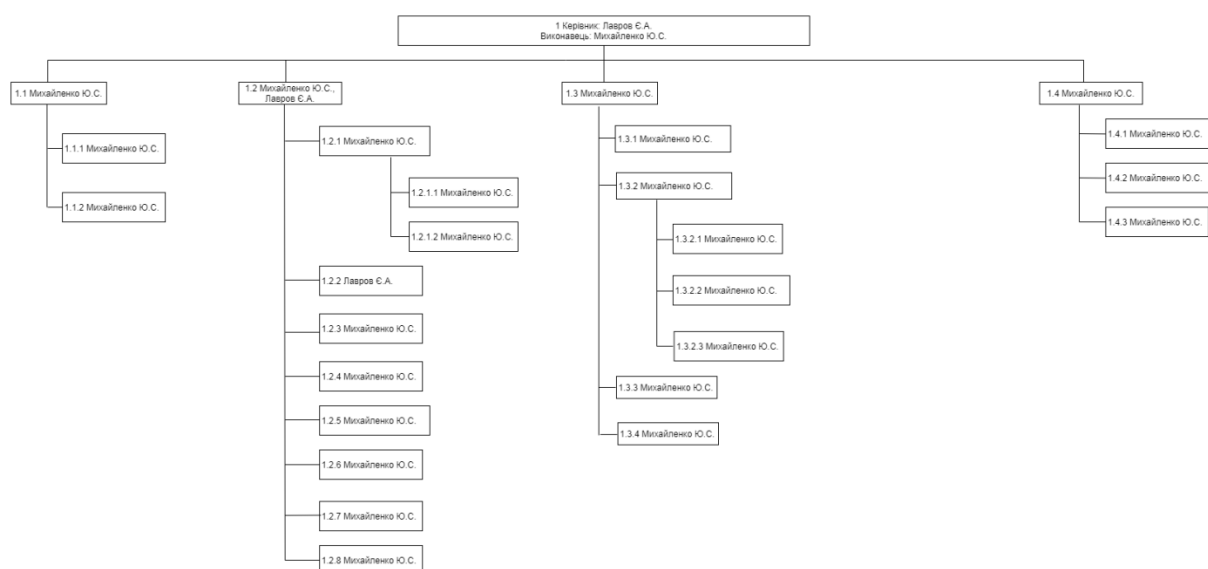 1 Керівник: Лавров Є.А.
Виконавець: Михайленко Ю.С.
1.1 Михайленко Ю.С.
1.1.1 Михайленко Ю.С.
1.1.2 Михайленко Ю.С.
1.2 Михайленко Ю.С.,
Лавров Є.А.
1.2.1 Михайленко Ю.С.
1.2.1.1 Михайленко Ю.С.
1.2.1.2 Михайленко Ю.С.
1.2.2 Лавров Є.А.
1.2.3 Михайленко Ю.С.
1.2.4 Михайленко Ю.С.
1.2.5 Михайленко Ю.С.
1.2.6 Михайленко Ю.С.
1.2.7 Михайленко Ю.С.
1.2.8 Михайленко Ю.С.
1.3 Михайленко Ю.С.
1.3.1 Михайленко Ю.С.
1.3.2 Михайленко Ю.С.
1.3.2.1 Михайленко Ю.С.
1.3.2.2 Михайленко Ю.С.
1.3.2.3 Михайленко Ю.С.
1.3.3 Михайленко Ю.С.
1.3.4 Михайленко Ю.С.
1.4 Михайленко Ю.С.
1.4.1 Михайленко Ю.С.
1.4.2 Михайленко Ю.С.
1.4.3 Михайленко Ю.С.